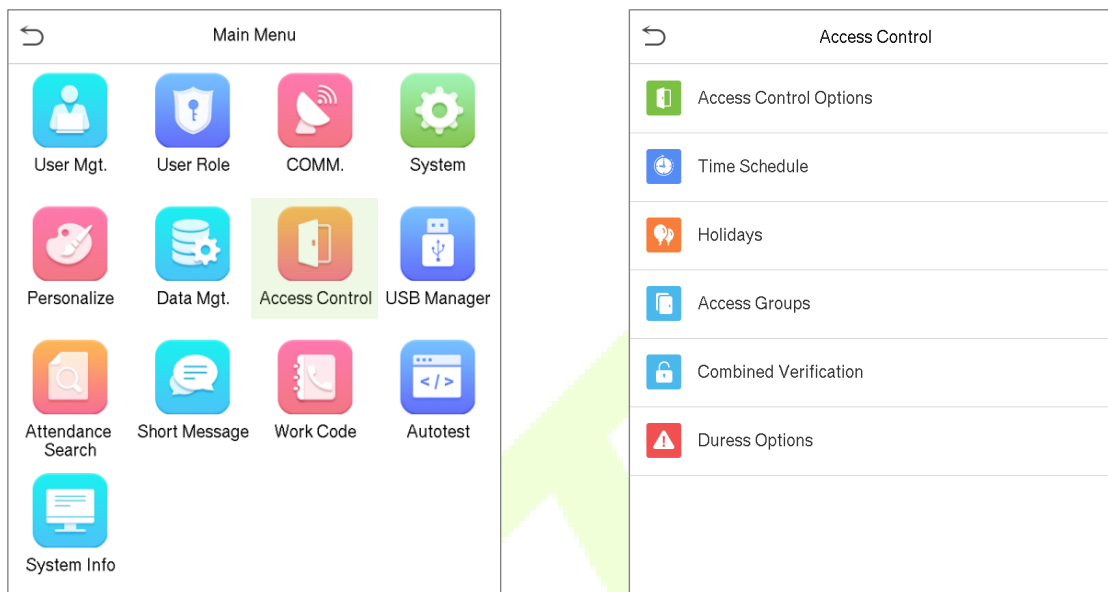 Main Menu
User Mgt.
User Role
COMM.
System
Personalize
Data Mgt.
Access Control
USB Manager
Attendance
Search
Short Message
Work Code
Autotest
System Info
Access Control
Access Control Options
Time Schedule
Holidays
Access Groups
Combined Verification
Duress Options